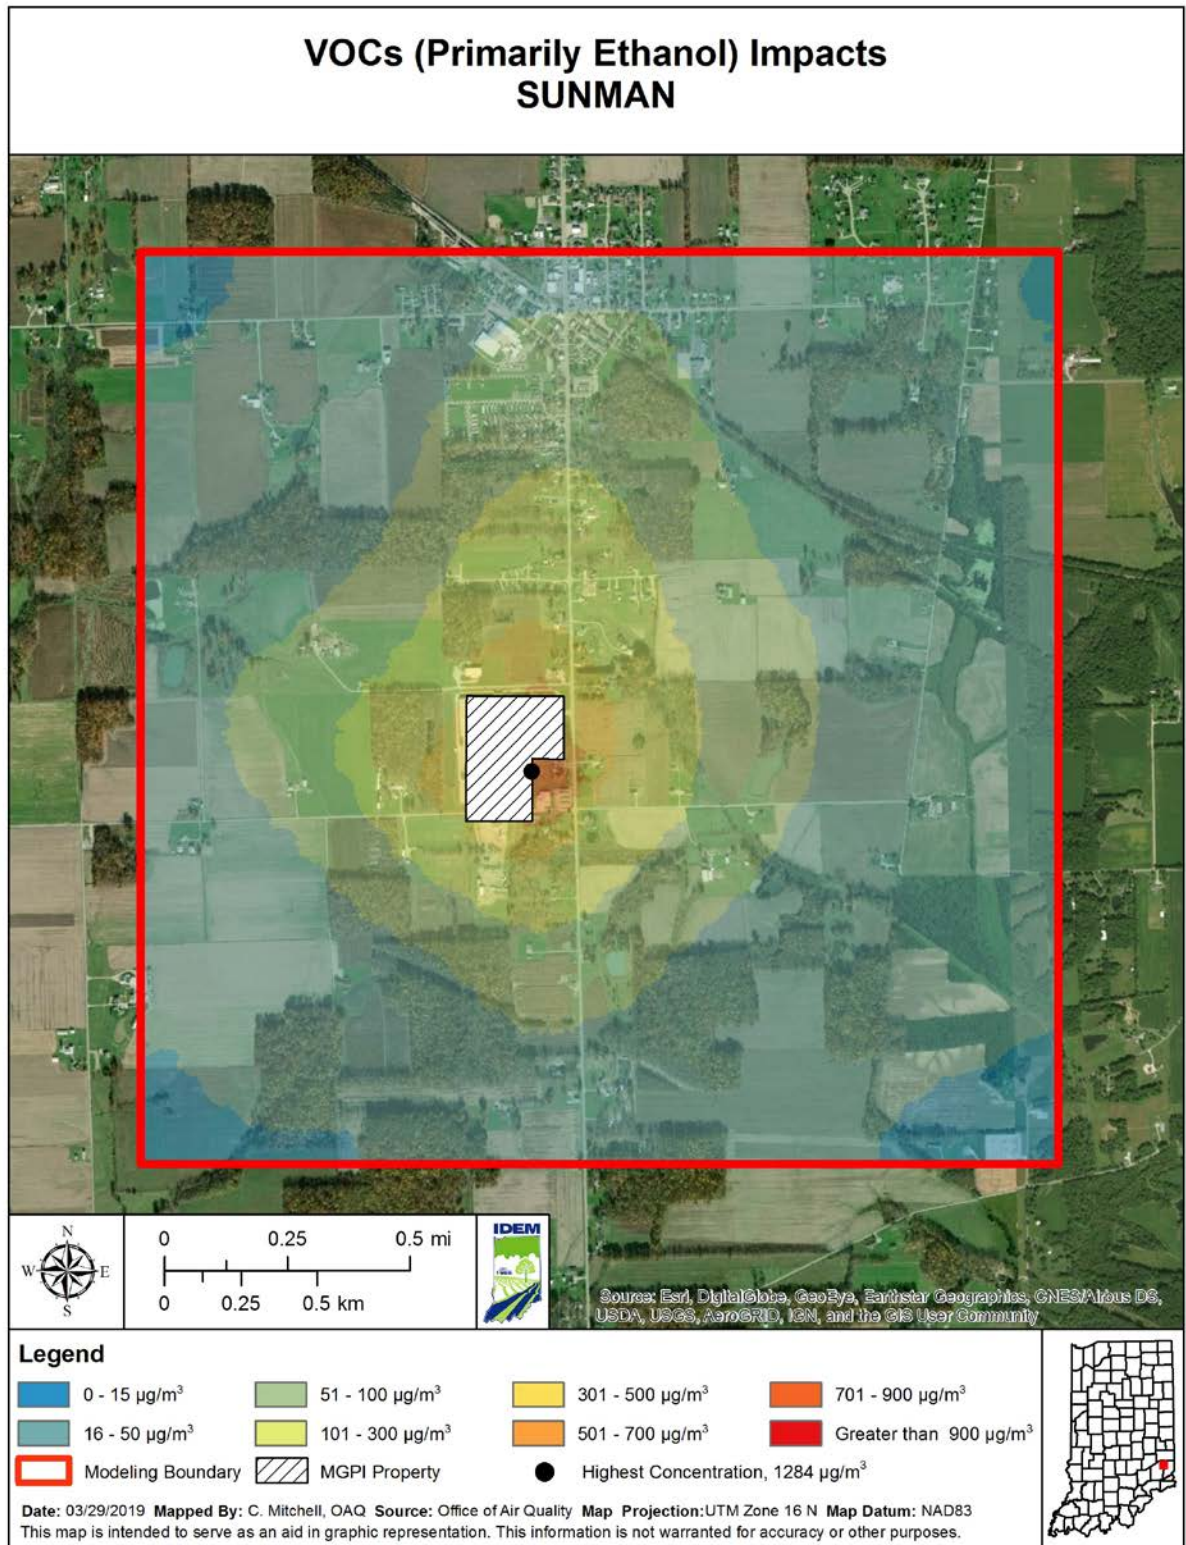 VOCs (Primarily Ethanol) Impacts
SUNMAN
N
W E
S
0 0.25 0.5 mi
0 0.25 0.5 km
IDEM
Source: Esri, DigitalGlobe, GeoEye, Earthstar Geographics, CNES/Airbus DS,
USDA, USGS, AeroGRID, IGN, and the GIS User Community
Legend
0 - 15 µg/m³ 51 - 100 µg/m³ 301 - 500 µg/m³ 701 - 900 µg/m³
16 - 50 µg/m³ 101 - 300 µg/m³ 501 - 700 µg/m³ Greater than 900 µg/m³
Modeling Boundary MGPI Property Highest Concentration, 1284 µg/m³
Date: 03/29/2019 Mapped By: C. Mitchell, OAQ Source: Office of Air Quality Map Projection:UTM Zone 16 N Map Datum: NAD83
This map is intended to serve as an aid in graphic representation. This information is not warranted for accuracy or other purposes.